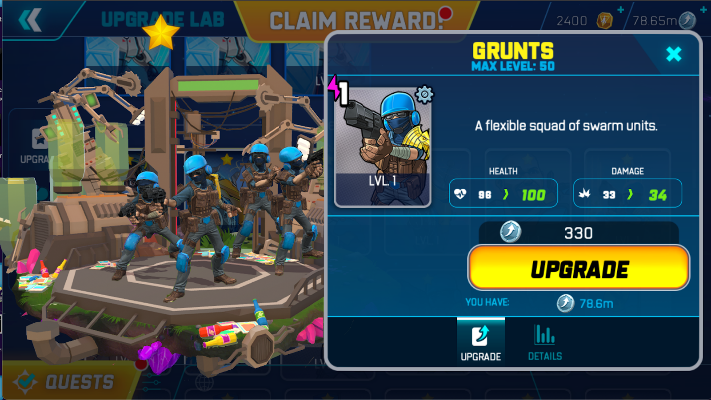 UPGRADE LAB
CLAIM REWARD!
2400
78.65m
GRUNTS
MAX LEVEL: 50
1
LVL 1
A flexible squad of swarm units.
HEALTH
DAMAGE
96 > 100
33 > 34
330
UPGRADE
YOU HAVE: 78.6m
UPGRADE
DETAILS
UPGRA
QUESTS